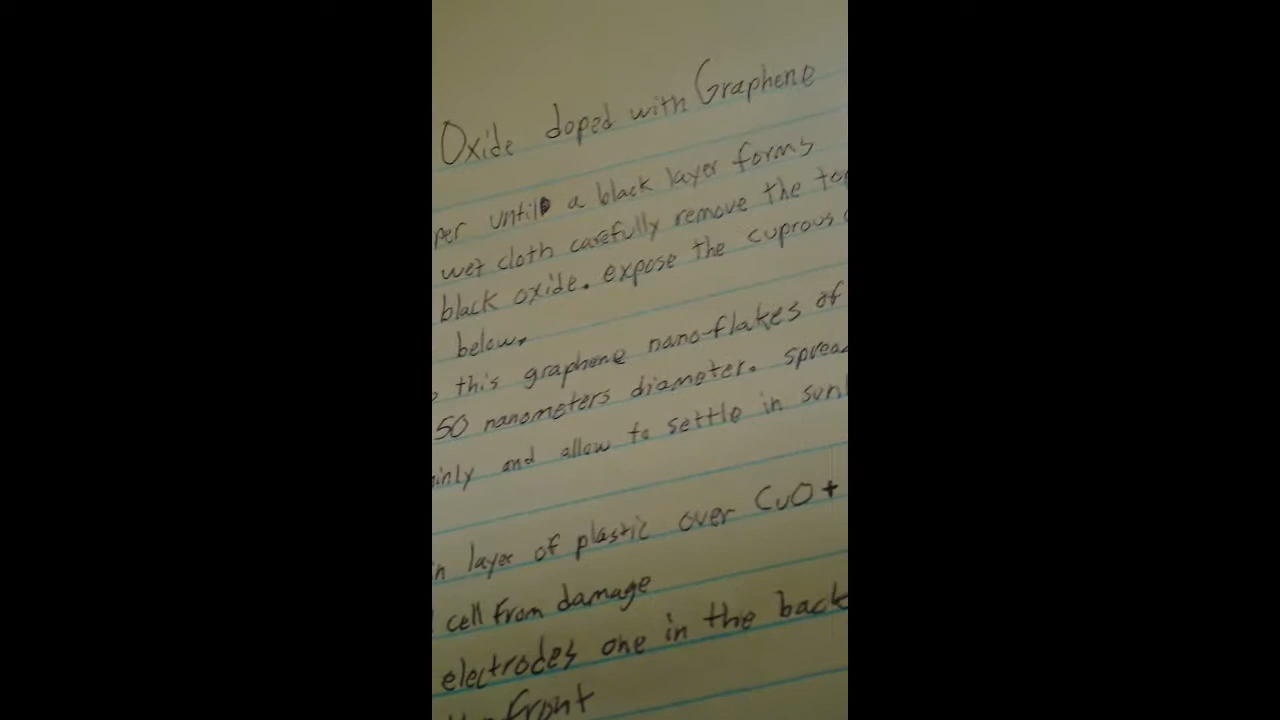 Oxide doped with Graphene
per until a black layer forms
wet cloth carefully remove the to
black oxide. expose the cuprous
below.
this graphene nano-flakes of
50 nanometers diameter. sprea
inly and allow to settle in sunl
n layer of plastic over CuO +
cell from damage
electrodes one in the back
front